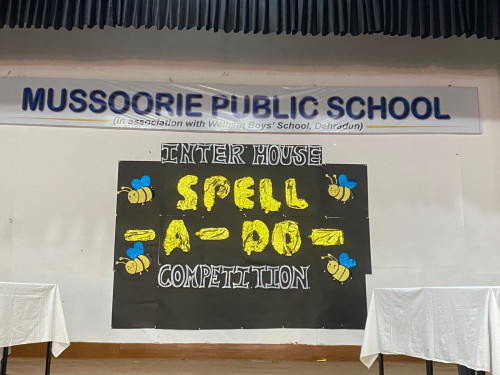 MUSSOORIE PUBLIC SCHOOL
(in association with Welham Boys' School, Dehradun)
INTER HOUSE
SPELL
-A-DO-
COMPETITION